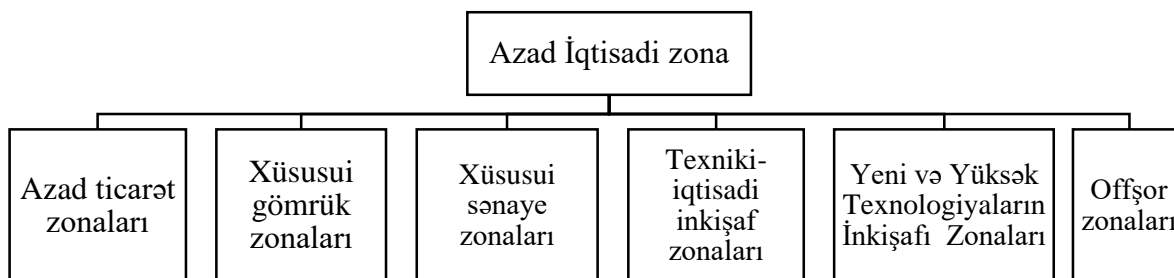 Azad İqtisadi zona
Azad ticarət
zonaları
Xüsusui
gömrük
zonaları
Xüsusui
sənaye
zonaları
Texniki-
iqtisadi
inkişaf
zonaları
Yeni və Yüksək
Texnologiyaların
İnkişafı Zonaları
Offşor
zonaları